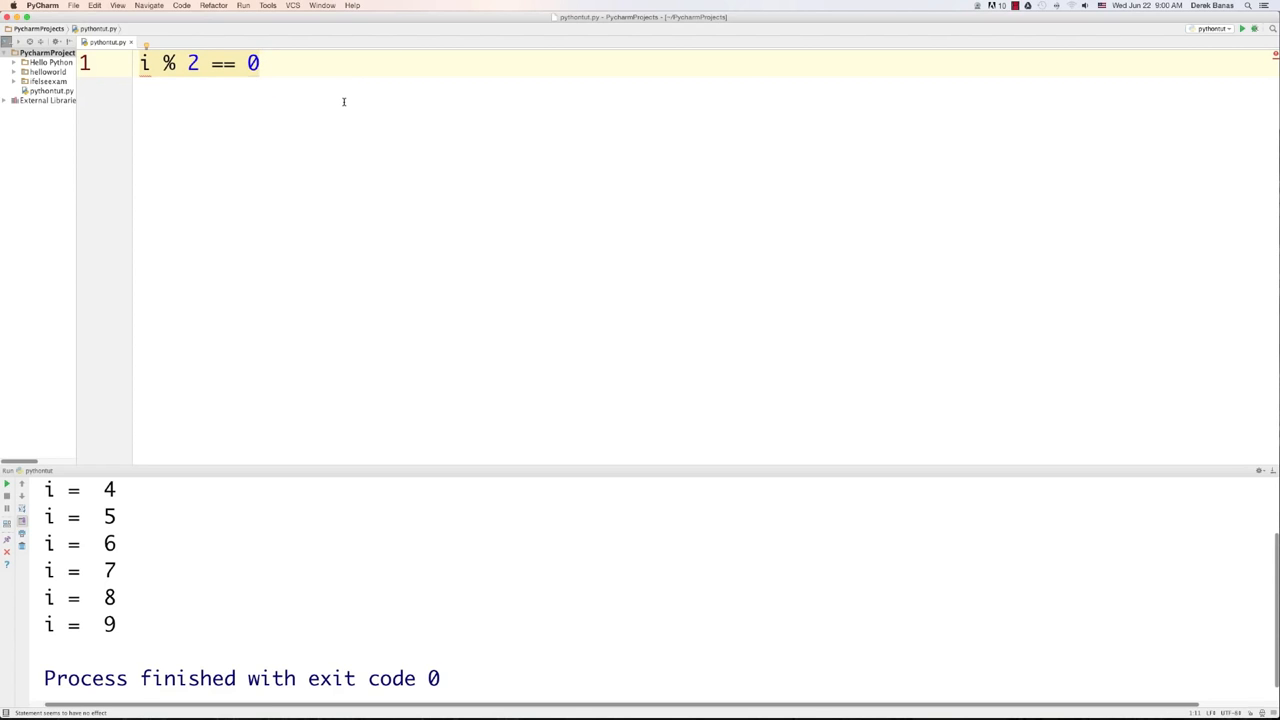 PyCharm File Edit View Navigate Code Refactor Run Tools VCS Window Help 10 Wed Jun 22 9:00 AM Derek Banas
pythontut.py - PycharmProjects - [~/PycharmProjects]
PycharmProjects pythontut.py pythontut
pythontut.py
PycharmProject
Hello Python
helloworld
ifelseexam
pythontut.py
External Librarie
1 i % 2 == 0
Run pythontut
i = 4
i = 5
i = 6
i = 7
i = 8
i = 9
Process finished with exit code 0
Statement seems to have no effect 1:11 LF UTF-8